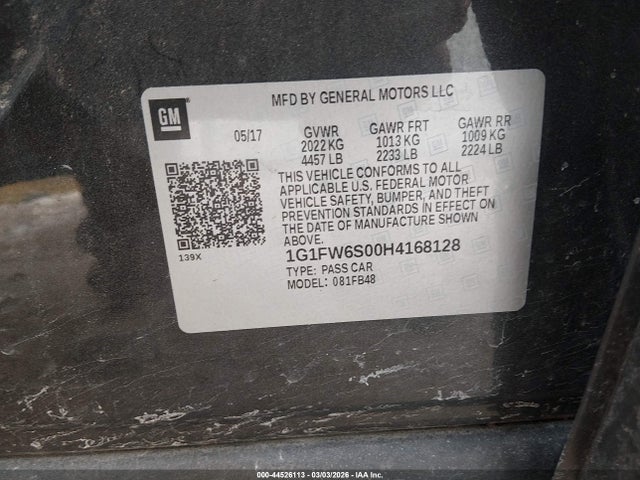 GM
MFD BY GENERAL MOTORS LLC
05/17 GVWR GAWR FRT GAWR RR
2022 KG 1013 KG 1009 KG
4457 LB 2233 LB 2224 LB
THIS VEHICLE CONFORMS TO ALL
APPLICABLE U.S. FEDERAL MOTOR
VEHICLE SAFETY, BUMPER, AND THEFT
PREVENTION STANDARDS IN EFFECT ON
THE DATE OF MANUFACTURE SHOWN
ABOVE.
139X
1G1FW6S00H4168128
TYPE: PASS CAR
MODEL: 081FB48
000-44526113 - 03/03/2026 - IAA Inc.